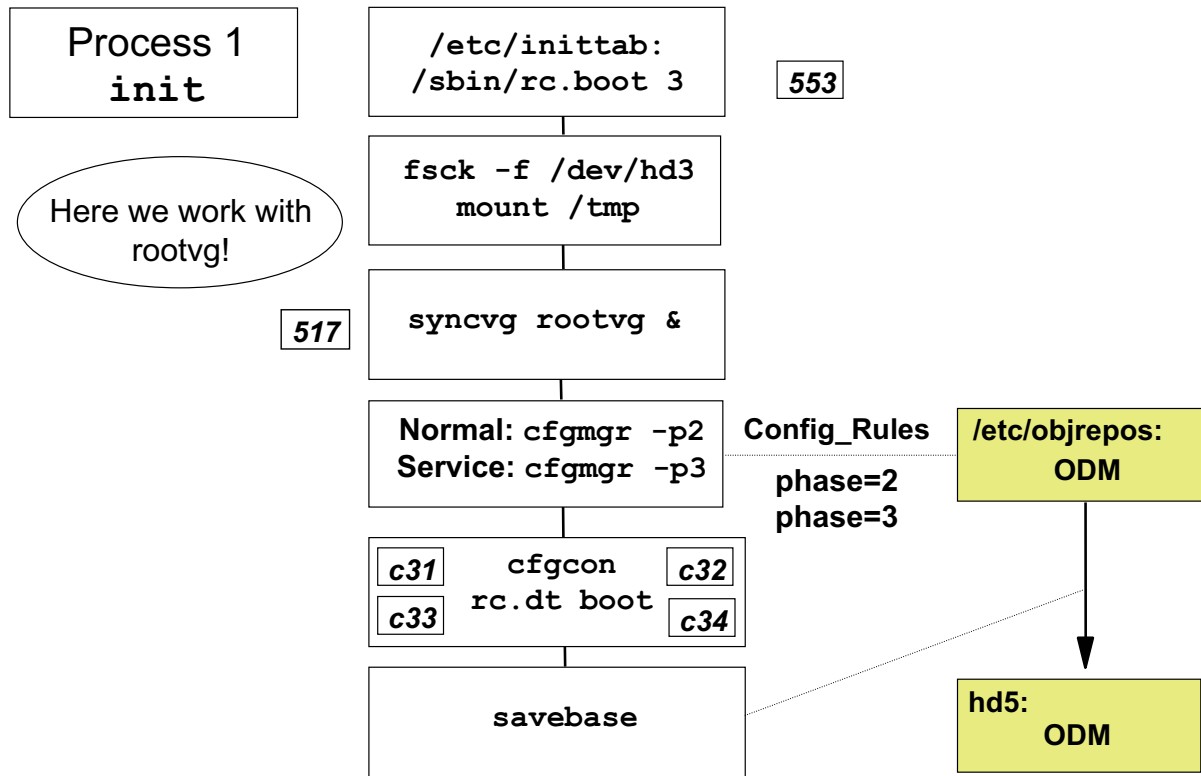 Process 1
init
/etc/inittab:
/sbin/rc.boot 3
553
fsck -f /dev/hd3
mount /tmp
Here we work with
rootvg!
syncvg rootvg &
517
Normal: cfgmgr -p2
Service: cfgmgr -p3
Config_Rules
phase=2
phase=3
/etc/objrepos:
ODM
c31
cfgcon
c32
rc.dt boot
c33
c34
savebase
hd5:
ODM